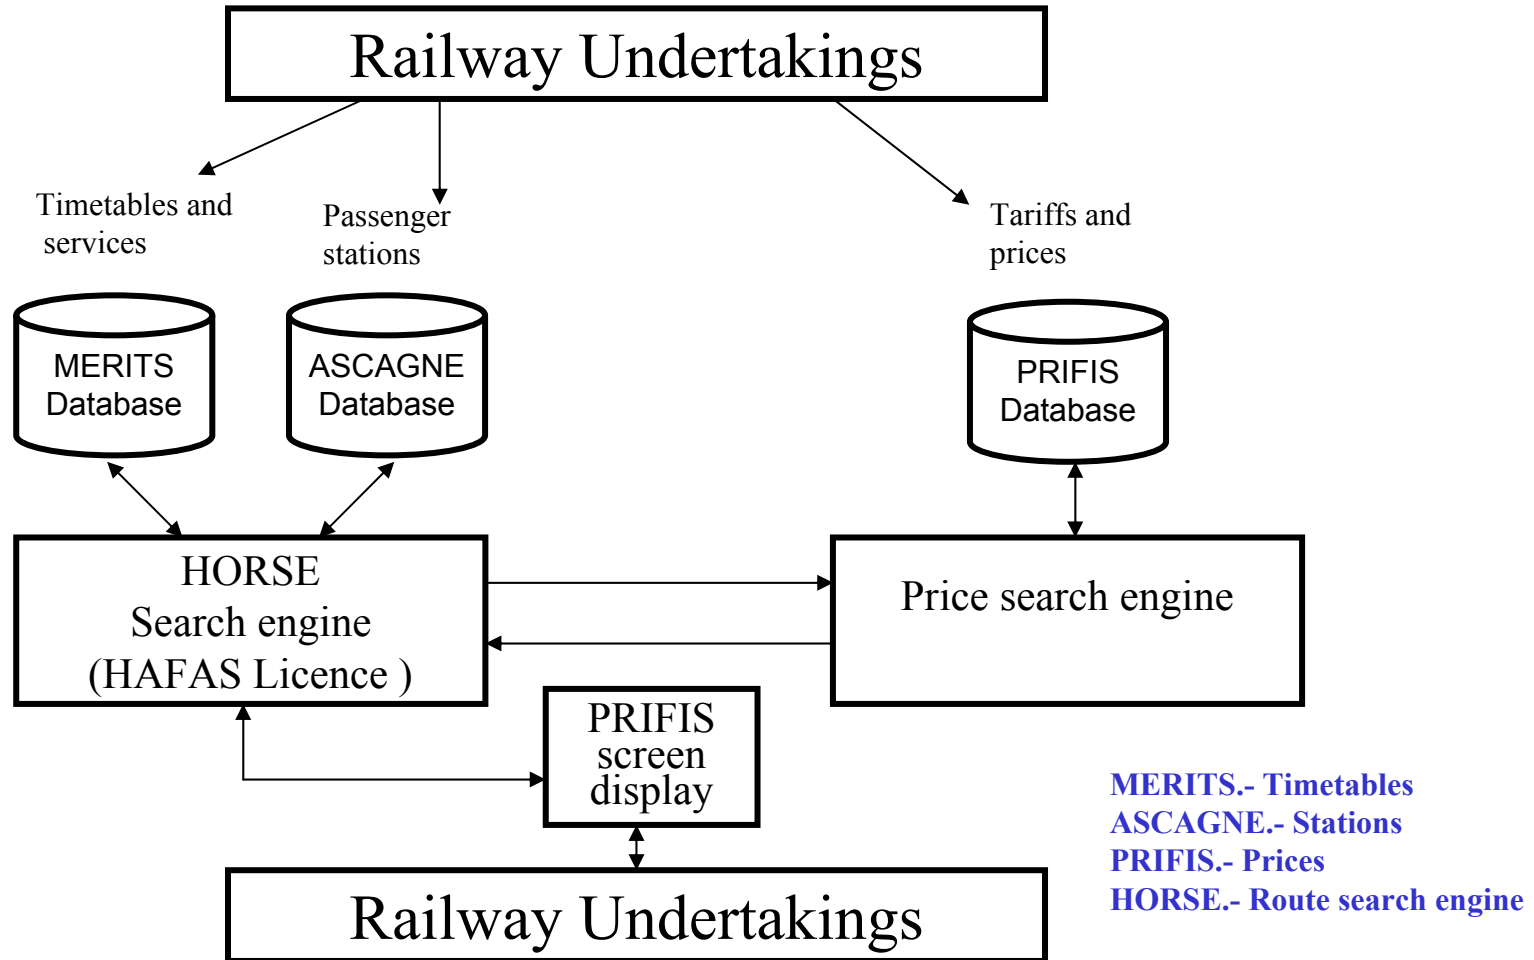 Railway Undertakings
Timetables and
services
Passenger
stations
Tariffs and
prices
MERITS
Database
ASCAGNE
Database
PRIFIS
Database
HORSE
Search engine
(HAFAS Licence )
Price search engine
PRIFIS
screen
display
MERITS.- Timetables
ASCAGNE.- Stations
PRIFIS.- Prices
HORSE.- Route search engine
Railway Undertakings